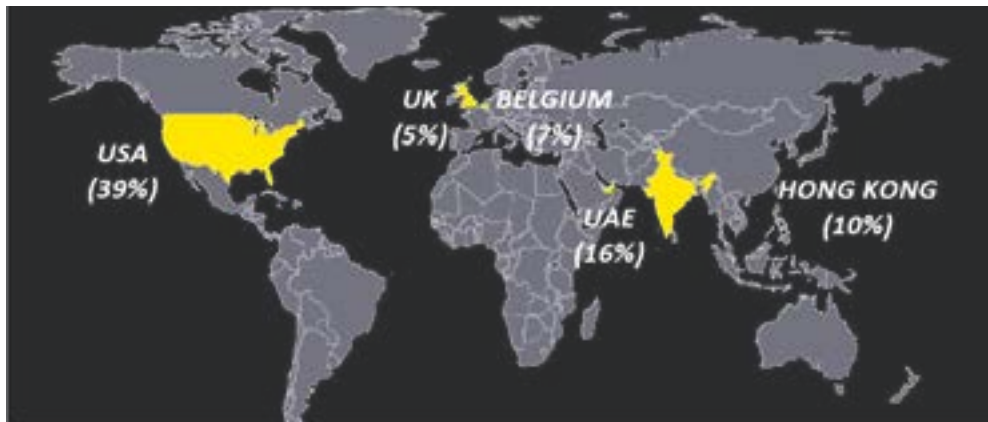 USA
(39%)
UK
(5%)
BELGIUM
(7%)
UAE
(16%)
HONG KONG
(10%)